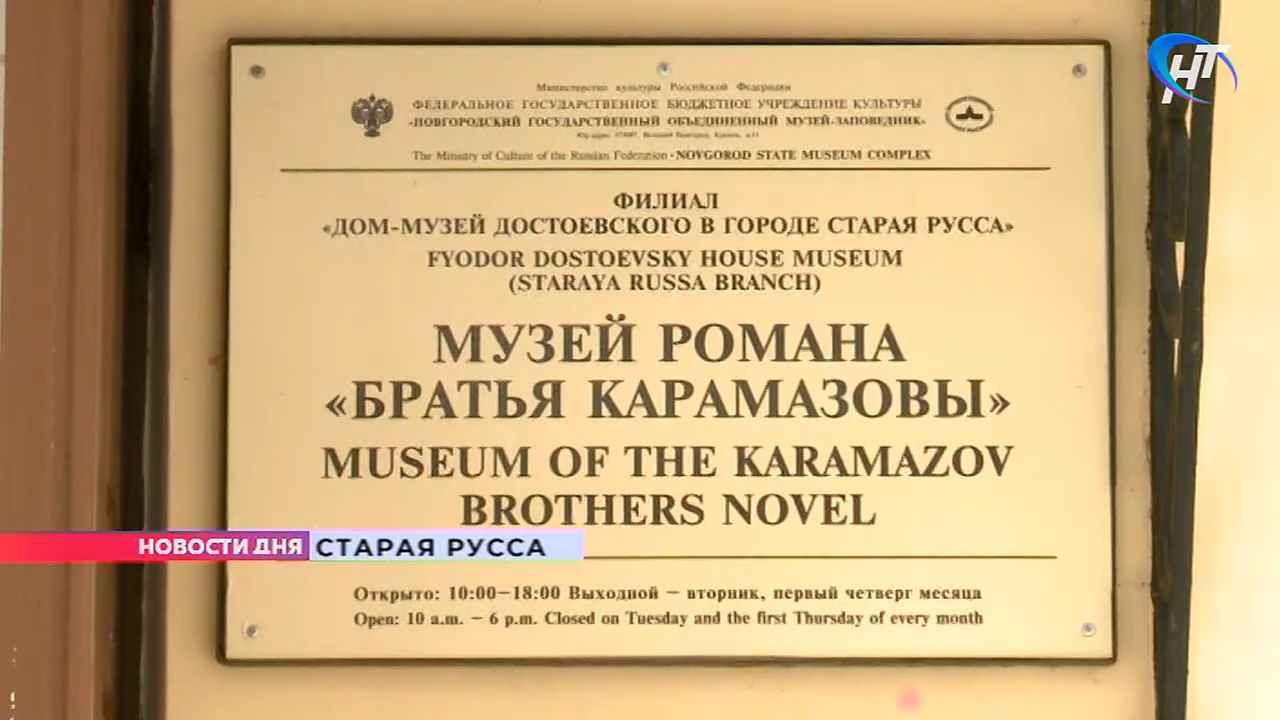 НТ
Министерство культуры Российской Федерации
ФЕДЕРАЛЬНОЕ ГОСУДАРСТВЕННОЕ БЮДЖЕТНОЕ УЧРЕЖДЕНИЕ КУЛЬТУРЫ
«НОВГОРОДСКИЙ ГОСУДАРСТВЕННЫЙ ОБЪЕДИНЕННЫЙ МУЗЕЙ-ЗАПОВЕДНИК»
The Ministry of Culture of the Russian Federation · NOVGOROD STATE MUSEUM COMPLEX
ФИЛИАЛ
«ДОМ-МУЗЕЙ ДОСТОЕВСКОГО В ГОРОДЕ СТАРАЯ РУССА»
FYODOR DOSTOEVSKY HOUSE MUSEUM
(STARAYA RUSSA BRANCH)
МУЗЕЙ РОМАНА
«БРАТЬЯ КАРАМАЗОВЫ»
MUSEUM OF THE KARAMAZOV
BROTHERS NOVEL
НОВОСТИ ДНЯ СТАРАЯ РУССА
Открыто: 10:00–18:00 Выходной – вторник, первый четверг месяца
Open: 10 a.m. – 6 p.m. Closed on Tuesday and the first Thursday of every month